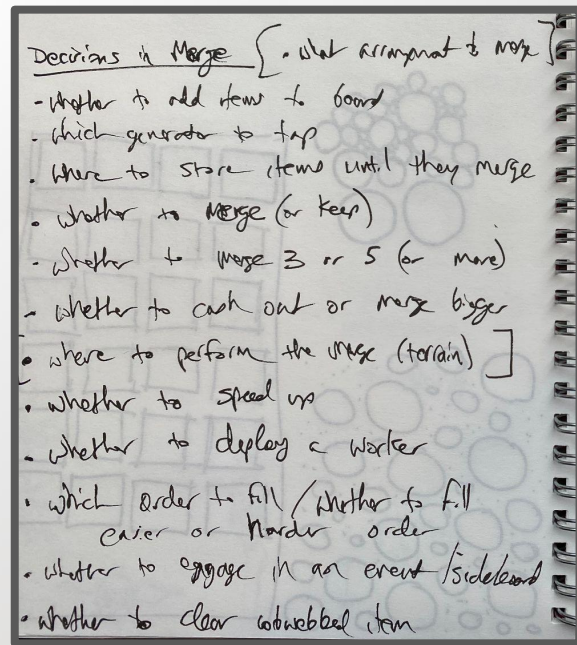 Decisions in Merge [ . what arrangement to merge ]
- whether to add items to board
. which generator to tap
. where to store items until they merge
. whether to merge (or keep)
. whether to merge 3 or 5 (or more)
- whether to cash out or merge bigger
[ . where to perform the merge (terrain) ]
. whether to speed up
. whether to deploy a worker
. which order to fill / whether to fill
easier or harder order
. whether to engage in an event / sideboard
. whether to clear cobwebbed item